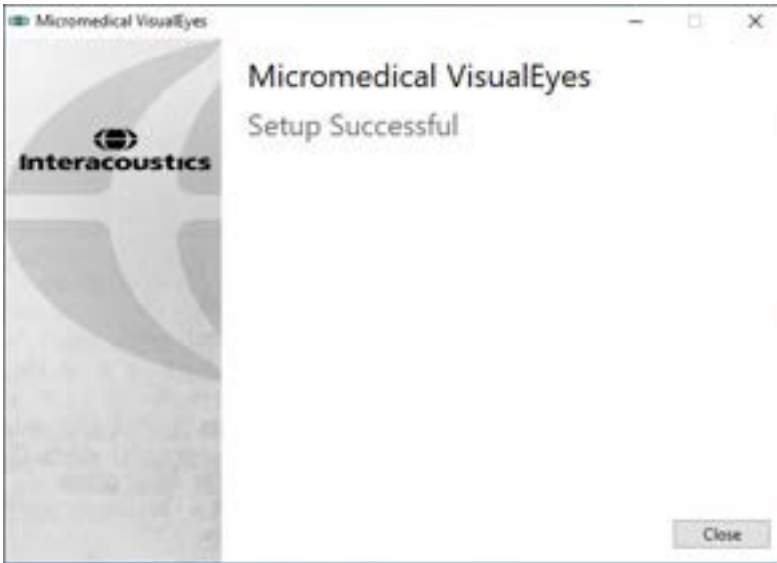 Micromedical VisualEyes
Micromedical VisualEyes
Setup Successful
Interacoustics
Close